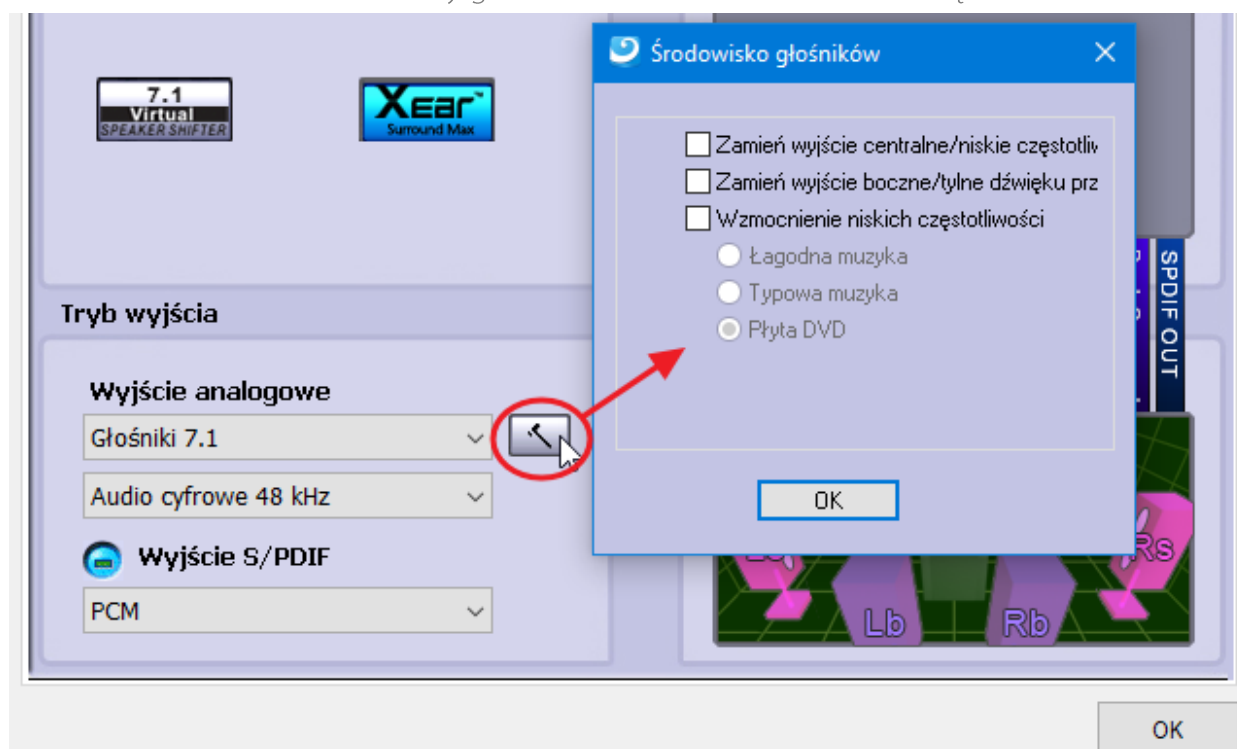 7.1
Virtual
SPEAKER SHIFTER
Xear™
Surround Max
Środowisko głośników
Zamień wyjście centralne/niskie częstotliw
Zamień wyjście boczne/tylne dźwięku prz
Wzmocnienie niskich częstotliwości
Łagodna muzyka
Typowa muzyka
Płyta DVD
OK
SPDIF OUT
Tryb wyjścia
Wyjście analogowe
Głośniki 7.1
Audio cyfrowe 48 kHz
Wyjście S/PDIF
PCM
Rs
Lb
Rb
OK